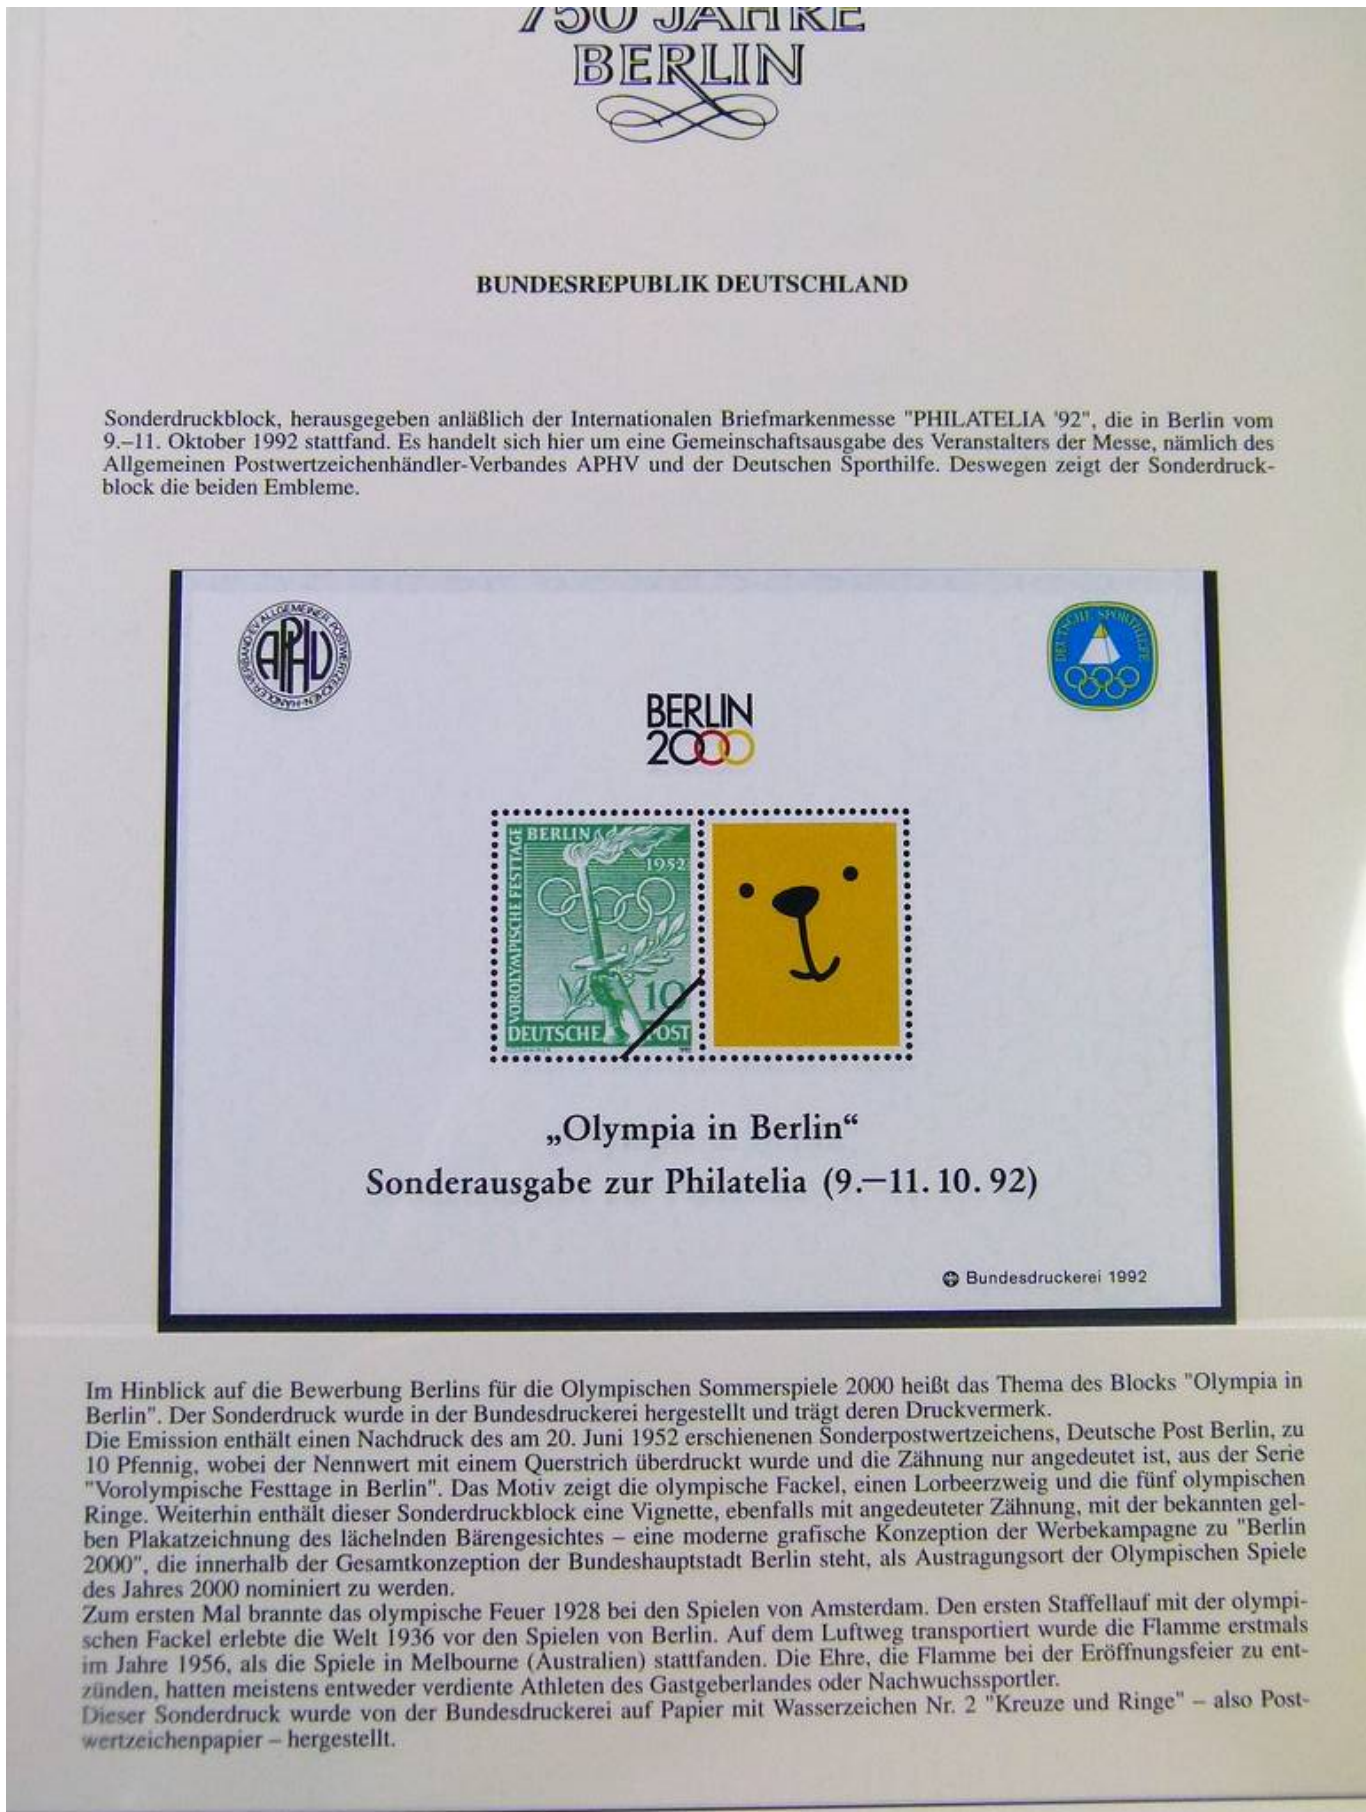 750 JAHRE
BERLIN
BUNDESREPUBLIK DEUTSCHLAND
Sonderdruckblock, herausgegeben anläßlich der Internationalen Briefmarkenmesse "PHILATELIA '92", die in Berlin vom
9.–11. Oktober 1992 stattfand. Es handelt sich hier um eine Gemeinschaftsausgabe des Veranstalters der Messe, nämlich des
Allgemeinen Postwertzeichenhändler-Verbandes APHV und der Deutschen Sporthilfe. Deswegen zeigt der Sonderdruck-
block die beiden Embleme.
ALLGEMEINER POSTWERTZEICHEN-HÄNDLER-VERBAND E.V.
APHV
DEUTSCHE SPORTHILFE
BERLIN
2000
VOROLYMPISCHE FESTTAGE
BERLIN
1952
10
DEUTSCHE POST
„Olympia in Berlin“
Sonderausgabe zur Philatelia (9.–11. 10. 92)
Bundesdruckerei 1992
Im Hinblick auf die Bewerbung Berlins für die Olympischen Sommerspiele 2000 heißt das Thema des Blocks "Olympia in
Berlin". Der Sonderdruck wurde in der Bundesdruckerei hergestellt und trägt deren Druckvermerk.
Die Emission enthält einen Nachdruck des am 20. Juni 1952 erschienenen Sonderpostwertzeichens, Deutsche Post Berlin, zu
10 Pfennig, wobei der Nennwert mit einem Querstrich überdruckt wurde und die Zähnung nur angedeutet ist, aus der Serie
"Vorolympische Festtage in Berlin". Das Motiv zeigt die olympische Fackel, einen Lorbeerzweig und die fünf olympischen
Ringe. Weiterhin enthält dieser Sonderdruckblock eine Vignette, ebenfalls mit angedeuteter Zähnung, mit der bekannten gel-
ben Plakatzeichnung des lächelnden Bärengesichtes – eine moderne grafische Konzeption der Werbekampagne zu "Berlin
2000", die innerhalb der Gesamtkonzeption der Bundeshauptstadt Berlin steht, als Austragungsort der Olympischen Spiele
des Jahres 2000 nominiert zu werden.
Zum ersten Mal brannte das olympische Feuer 1928 bei den Spielen von Amsterdam. Den ersten Staffellauf mit der olympi-
schen Fackel erlebte die Welt 1936 vor den Spielen von Berlin. Auf dem Luftweg transportiert wurde die Flamme erstmals
im Jahre 1956, als die Spiele in Melbourne (Australien) stattfanden. Die Ehre, die Flamme bei der Eröffnungsfeier zu ent-
zünden, hatten meistens entweder verdiente Athleten des Gastgeberlandes oder Nachwuchssportler.
Dieser Sonderdruck wurde von der Bundesdruckerei auf Papier mit Wasserzeichen Nr. 2 "Kreuze und Ringe" – also Post-
wertzeichenpapier – hergestellt.